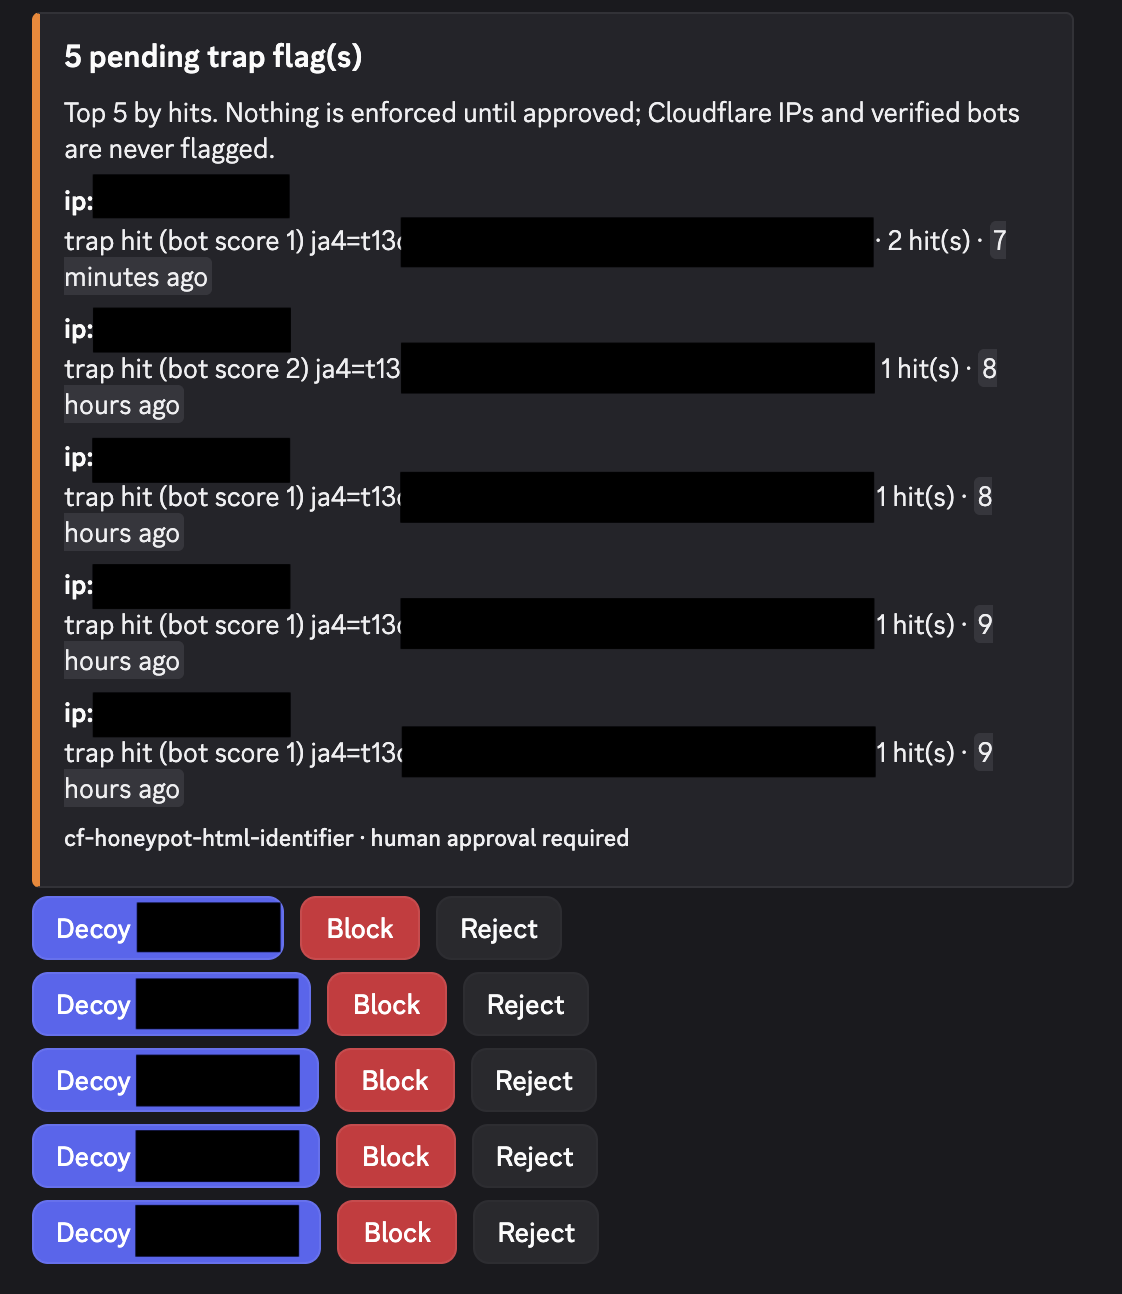 5 pending trap flag(s)
Top 5 by hits. Nothing is enforced until approved; Cloudflare IPs and verified bots
are never flagged.
ip:
trap hit (bot score 1) ja4=t13 · 2 hit(s) · 7
minutes ago
ip:
trap hit (bot score 2) ja4=t13 1 hit(s) · 8
hours ago
ip:
trap hit (bot score 1) ja4=t13 1 hit(s) · 8
hours ago
ip:
trap hit (bot score 1) ja4=t13 1 hit(s) · 9
hours ago
ip:
trap hit (bot score 1) ja4=t13 1 hit(s) · 9
hours ago
cf-honeypot-html-identifier · human approval required
Decoy Block Reject
Decoy Block Reject
Decoy Block Reject
Decoy Block Reject
Decoy Block Reject